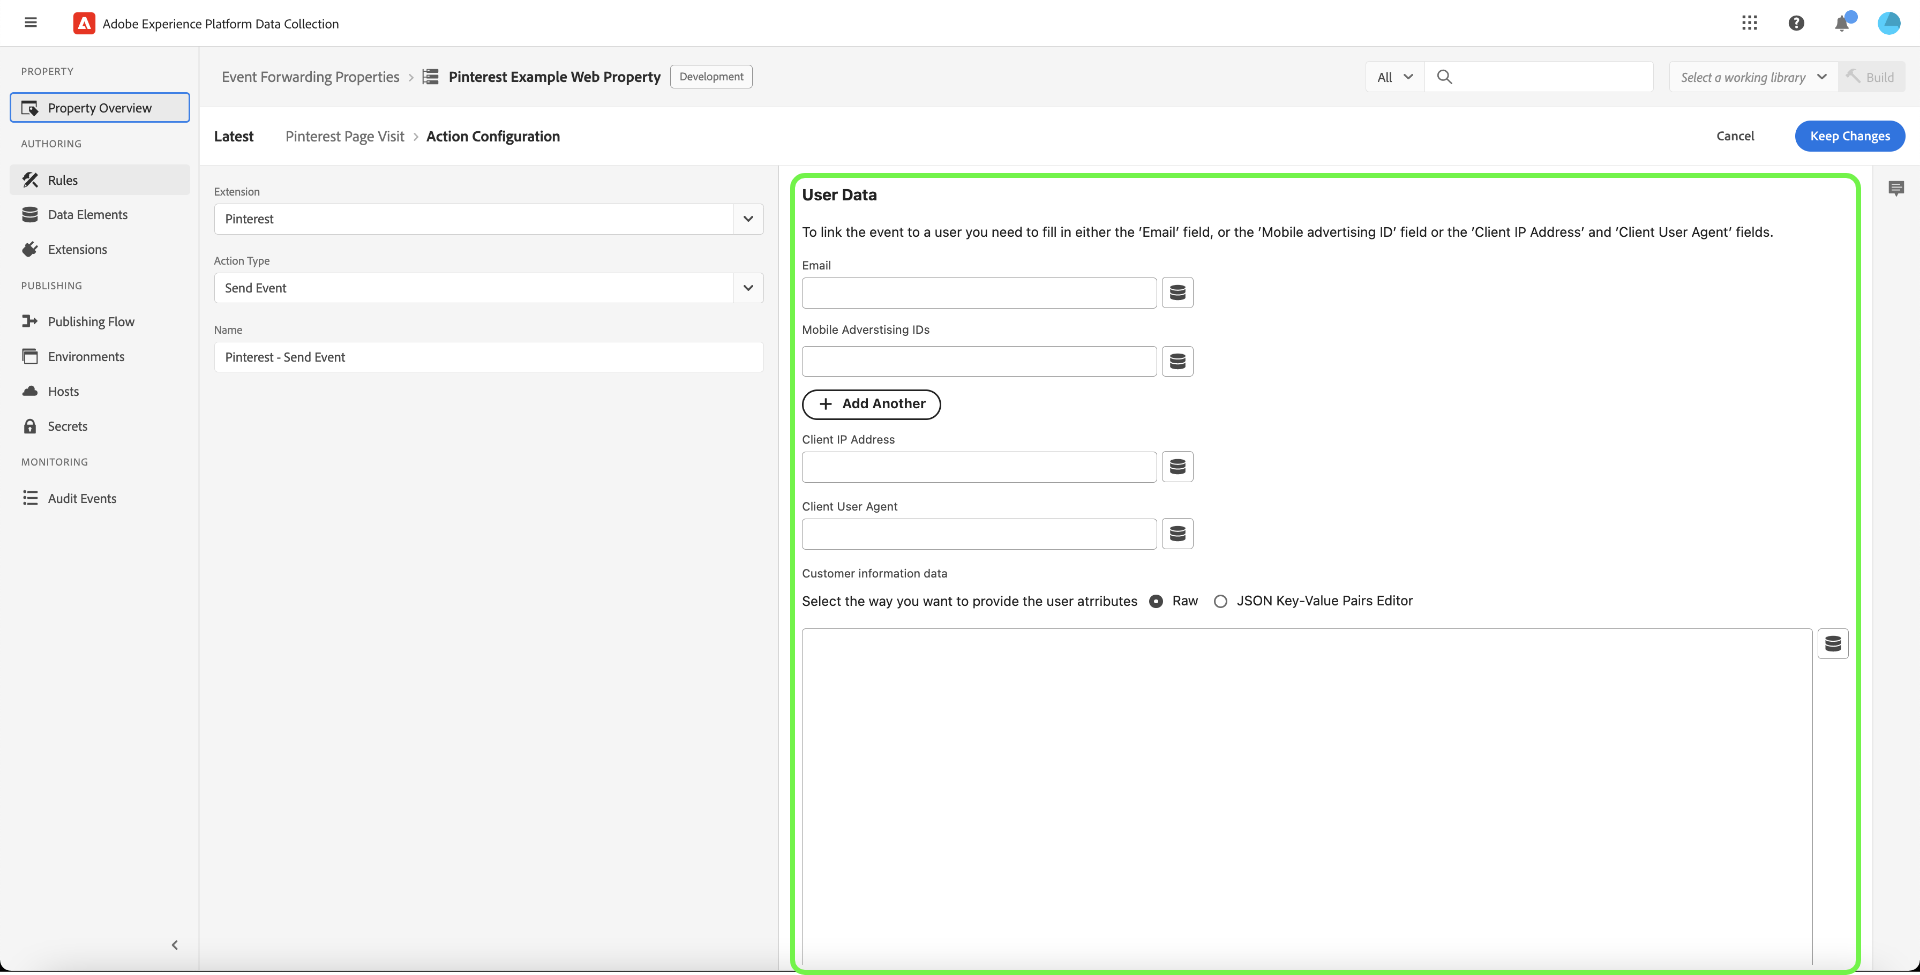 Adobe Experience Platform Data Collection
PROPERTY
Property Overview
AUTHORING
Rules
Data Elements
Extensions
PUBLISHING
Publishing Flow
Environments
Hosts
Secrets
MONITORING
Audit Events
Event Forwarding Properties > Pinterest Example Web Property Development
All
Select a working library
Build
Latest Pinterest Page Visit > Action Configuration
Cancel
Keep Changes
Extension
Pinterest
Action Type
Send Event
Name
Pinterest - Send Event
User Data
To link the event to a user you need to fill in either the 'Email' field, or the 'Mobile advertising ID' field or the 'Client IP Address' and 'Client User Agent' fields.
Email
Mobile Adverstising IDs
+ Add Another
Client IP Address
Client User Agent
Customer information data
Select the way you want to provide the user atrributes Raw JSON Key-Value Pairs Editor